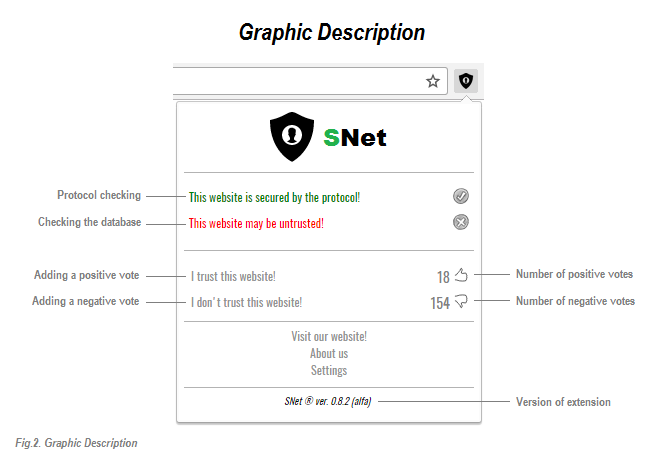 Graphic Description
SNet
Protocol checking
This website is secured by the protocol!
Checking the database
This website may be untrusted!
Adding a positive vote
I trust this website!
18
Number of positive votes
Adding a negative vote
I don't trust this website!
154
Number of negative votes
Visit our website!
About us
Settings
SNet ® ver. 0.8.2 (alfa)
Version of extension
Fig.2. Graphic Description